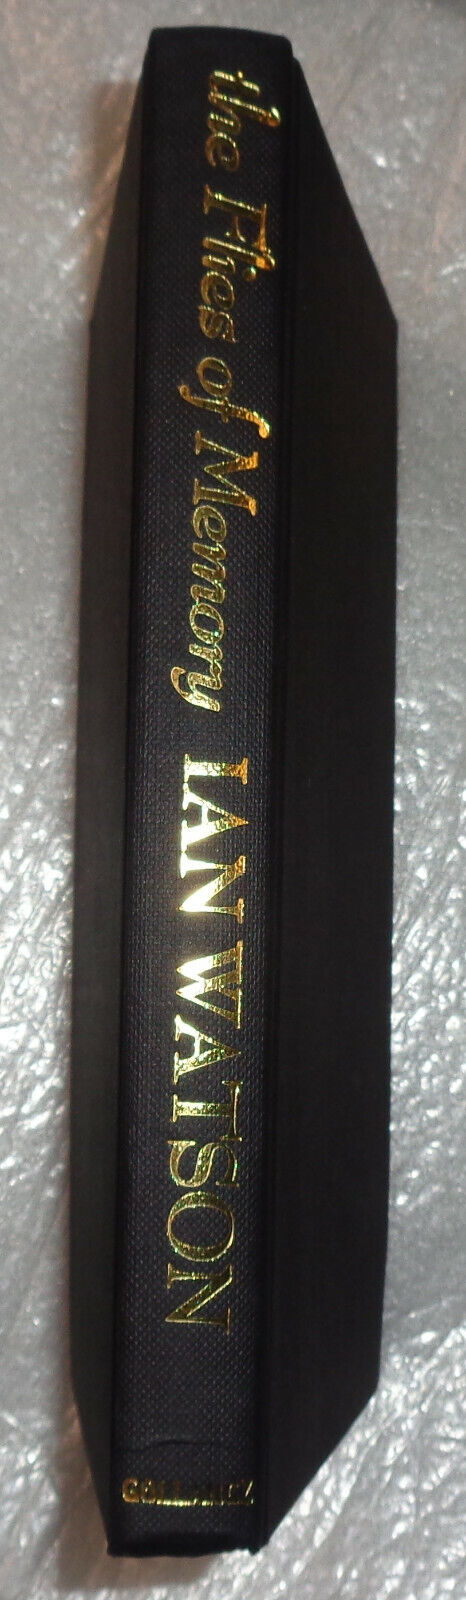 the Flies of Memory
IAN WATSON
GOLLANCZ